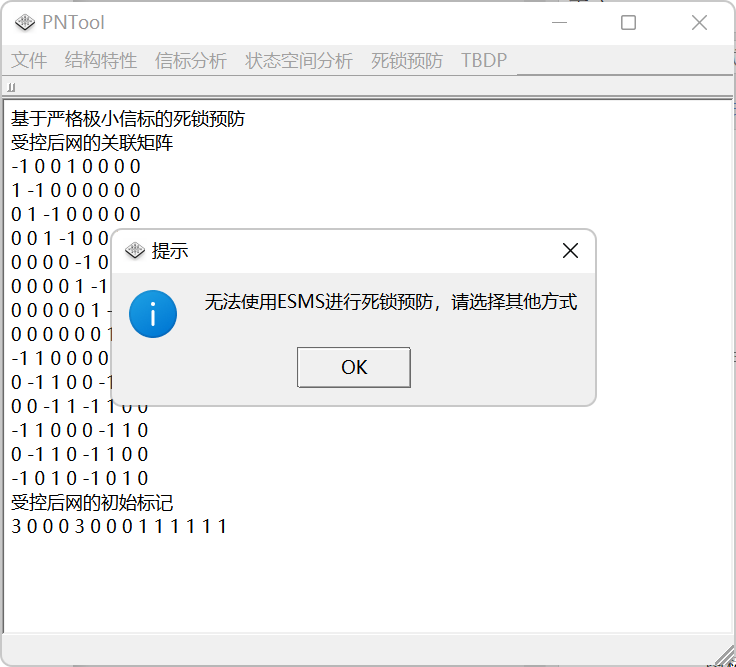 PNTool
文件 结构特性 信标分析 状态空间分析 死锁预防 TBDP
基于严格极小信标的死锁预防
受控后网的关联矩阵
-1 0 0 1 0 0 0 0
1 -1 0 0 0 0 0 0
0 1 -1 0 0 0 0 0
0 0 1 -1 0 0
0 0 0 0 -1 0
0 0 0 0 1 -1
0 0 0 0 0 1 -
0 0 0 0 0 0 1
-1 1 0 0 0 0
0 -1 1 0 0 -1
0 0 -1 1 -1 1 0 0
-1 1 0 0 0 -1 1 0
0 -1 1 0 -1 1 0 0
-1 0 1 0 -1 0 1 0
受控后网的初始标记
3 0 0 0 3 0 0 0 1 1 1 1 1 1
提示
无法使用ESMS进行死锁预防，请选择其他方式
OK